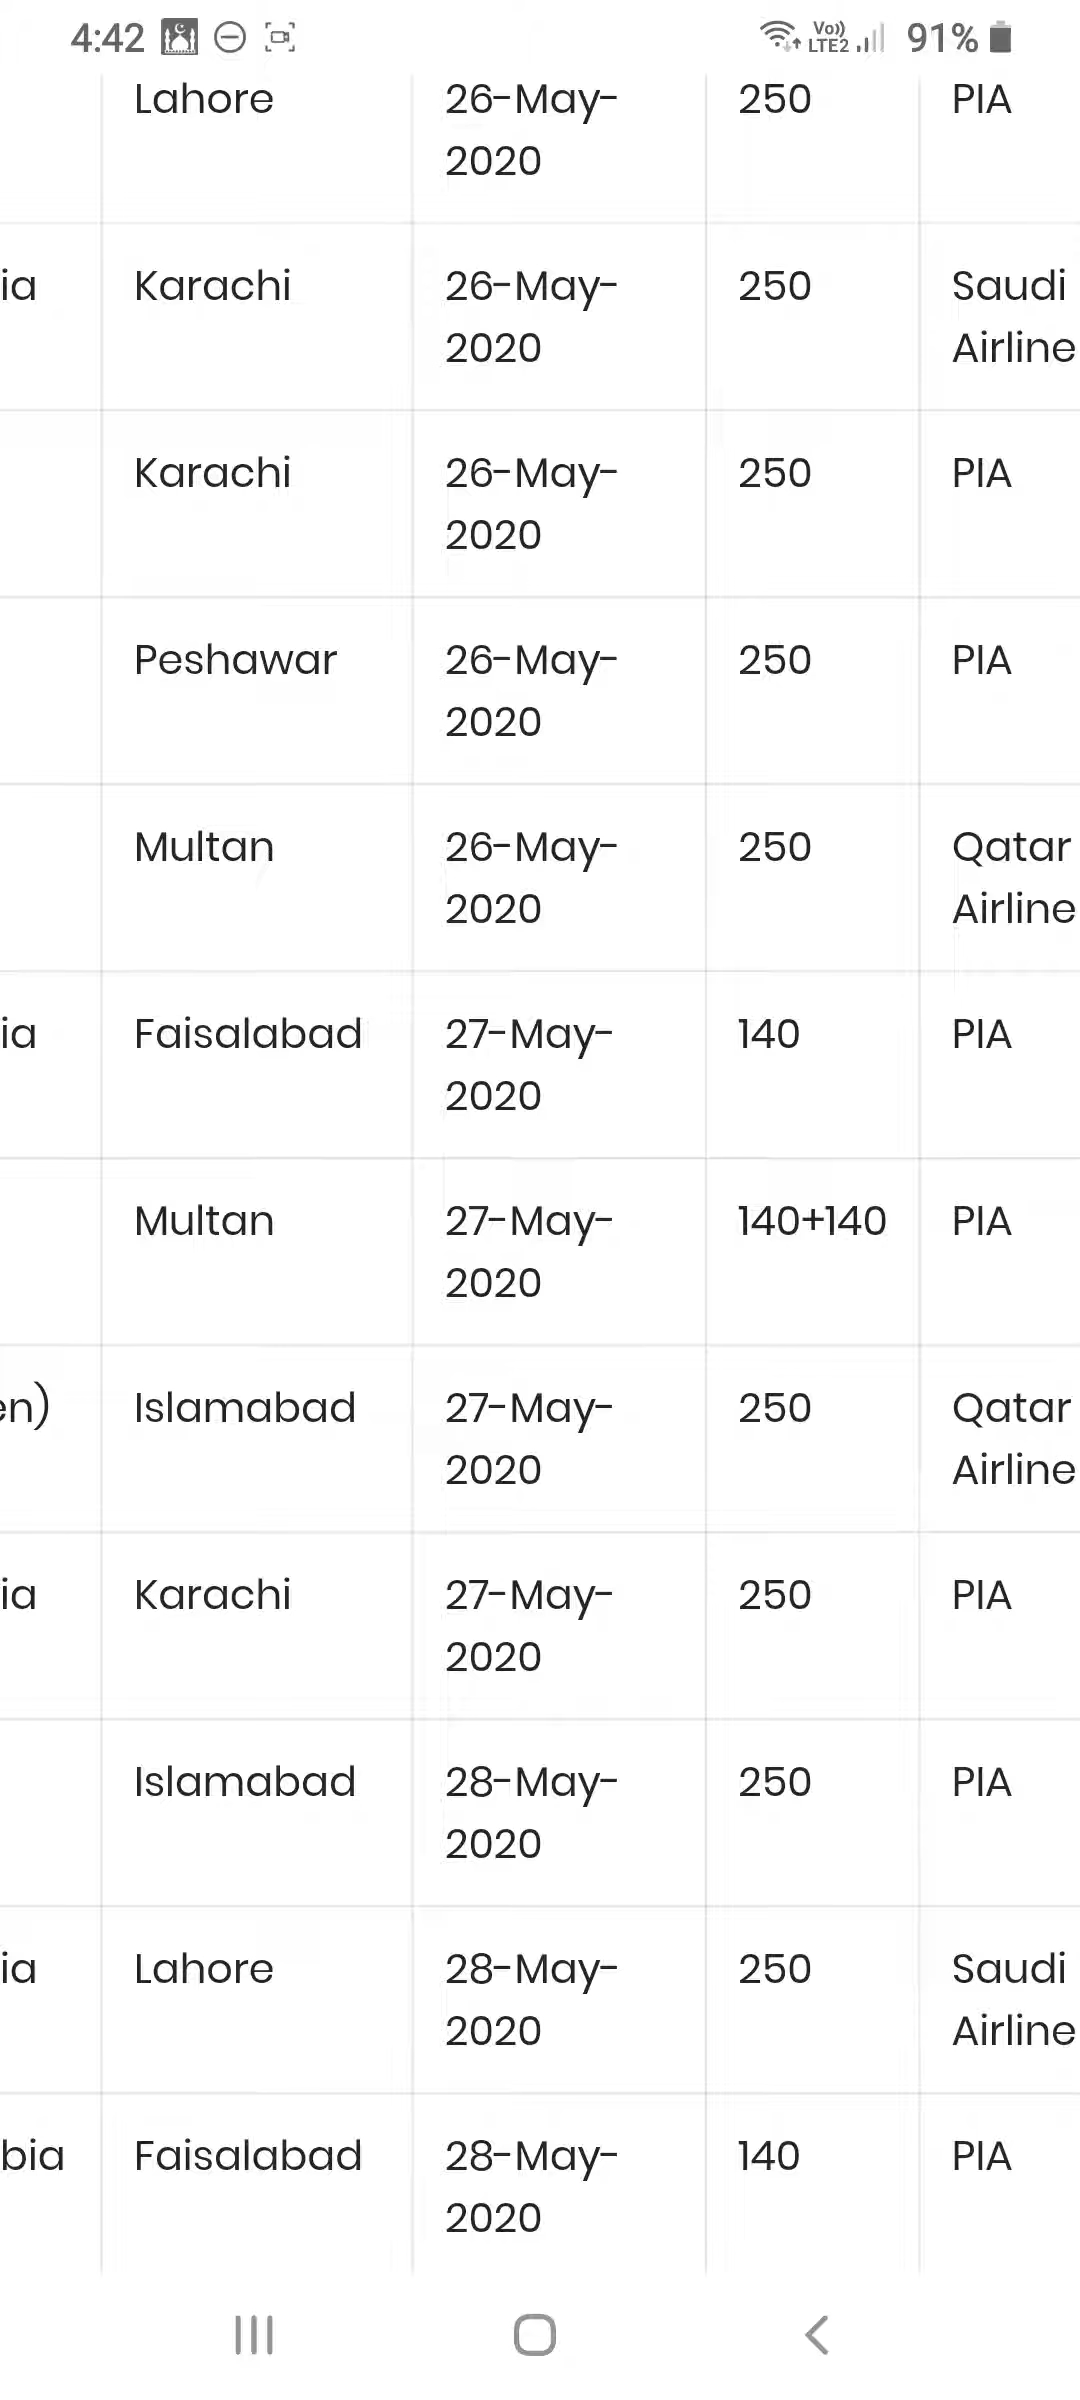 4:42 Vo)) LTE2 91%
Lahore 26-May- 250 PIA
2020
ia Karachi 26-May- 250 Saudi
2020 Airline
Karachi 26-May- 250 PIA
2020
Peshawar 26-May- 250 PIA
2020
Multan 26-May- 250 Qatar
2020 Airline
ia Faisalabad 27-May- 140 PIA
2020
Multan 27-May- 140+140 PIA
2020
en) Islamabad 27-May- 250 Qatar
2020 Airline
ia Karachi 27-May- 250 PIA
2020
Islamabad 28-May- 250 PIA
2020
ia Lahore 28-May- 250 Saudi
2020 Airline
bia Faisalabad 28-May- 140 PIA
2020